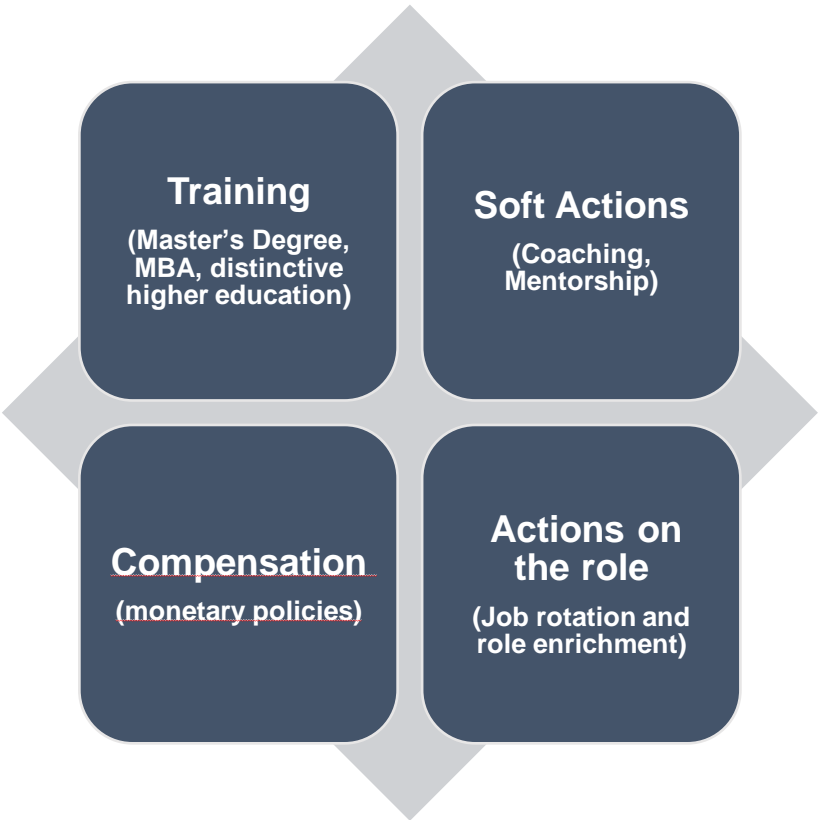 Training
(Master’s Degree,
MBA, distinctive
higher education)
Soft Actions
(Coaching,
Mentorship)
Compensation
(monetary policies)
Actions on
the role
(Job rotation and
role enrichment)